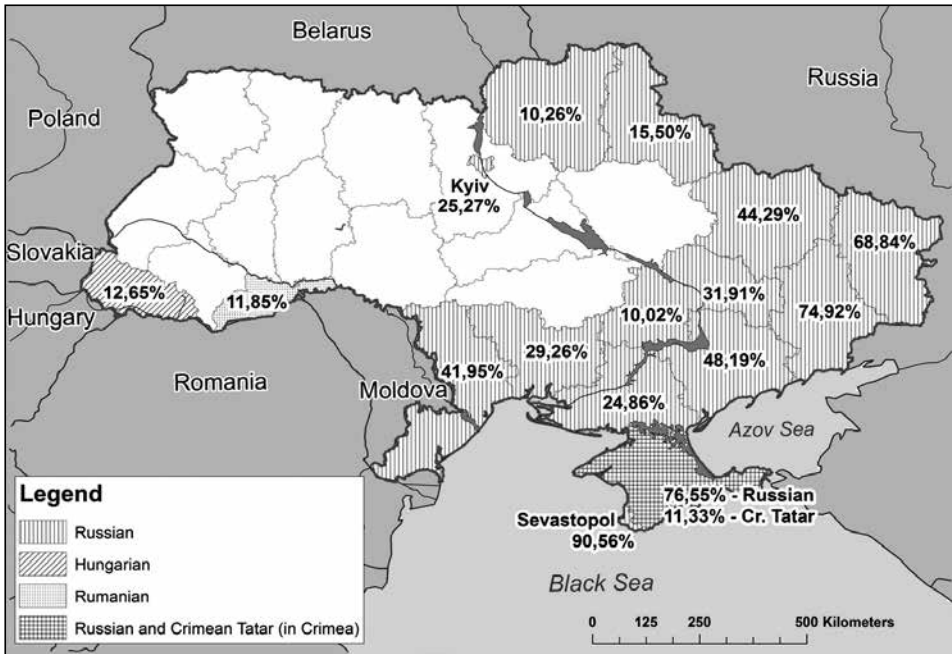 Belarus
Russia
Poland
10,26%
15,50%
Kyiv
25,27%
44,29%
68,84%
Slovakia
12,65%
11,85%
31,91%
Hungary
10,02%
74,92%
29,26%
48,19%
41,95%
Romania
Moldova
24,86%
Azov Sea
Legend
76,55% - Russian
11,33% - Cr. Tatar
Sevastopol
90,56%
Russian
Hungarian
Black Sea
Rumanian
Russian and Crimean Tatar (in Crimea)
0 125 250 500 Kilometers